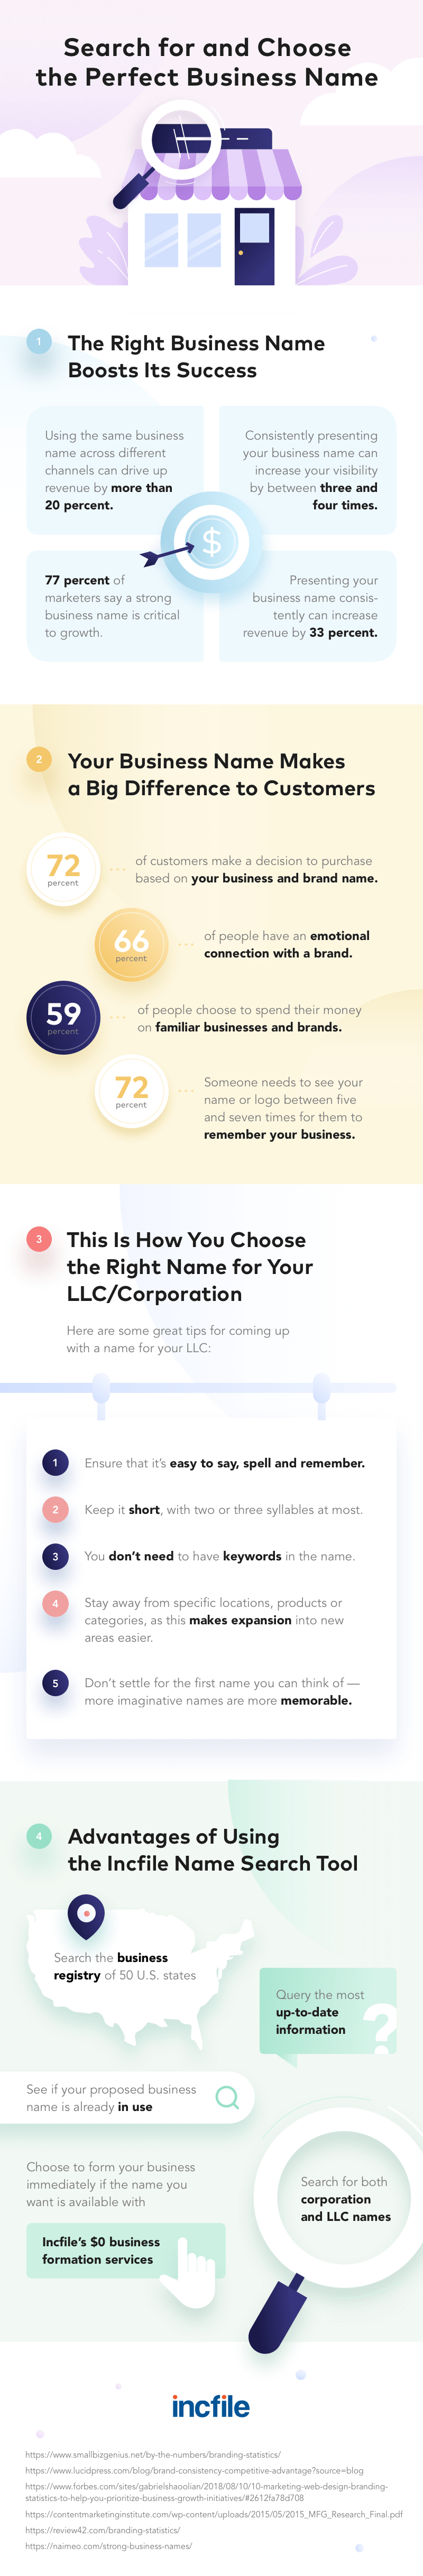 Search for and Choose
the Perfect Business Name
1
The Right Business Name
Boosts Its Success
Using the same business
name across different
channels can drive up
revenue by more than
20 percent.
Consistently presenting
your business name can
increase your visibility
by between three and
four times.
$
77 percent of
marketers say a strong
business name is critical
to growth.
Presenting your
business name consis-
tently can increase
revenue by 33 percent.
2
Your Business Name Makes
a Big Difference to Customers
72
percent
of customers make a decision to purchase
based on your business and brand name.
66
percent
of people have an emotional
connection with a brand.
59
percent
of people choose to spend their money
on familiar businesses and brands.
72
percent
Someone needs to see your
name or logo between five
and seven times for them to
remember your business.
3
This Is How You Choose
the Right Name for Your
LLC/Corporation
Here are some great tips for coming up
with a name for your LLC:
1
Ensure that it's easy to say, spell and remember.
2
Keep it short, with two or three syllables at most.
3
You don't need to have keywords in the name.
4
Stay away from specific locations, products or
categories, as this makes expansion into new
areas easier.
5
Don't settle for the first name you can think of —
more imaginative names are more memorable.
4
Advantages of Using
the Incfile Name Search Tool
Search the business
registry of 50 U.S. states
Query the most
up-to-date
information
?
See if your proposed business
name is already in use
Choose to form your business
immediately if the name you
want is available with
Incfile's $0 business
formation services
Search for both
corporation
and LLC names
incfile
https://www.smallbizgenius.net/by-the-numbers/branding-statistics/
https://www.lucidpress.com/blog/brand-consistency-competitive-advantage?source=blog
https://www.forbes.com/sites/gabrielshaoolian/2018/08/10/10-marketing-web-design-branding-
statistics-to-help-you-prioritize-business-growth-initiatives/#2612fa78d708
https://contentmarketinginstitute.com/wp-content/uploads/2015/05/2015_MFG_Research_Final.pdf
https://review42.com/branding-statistics/
https://naimeo.com/strong-business-names/